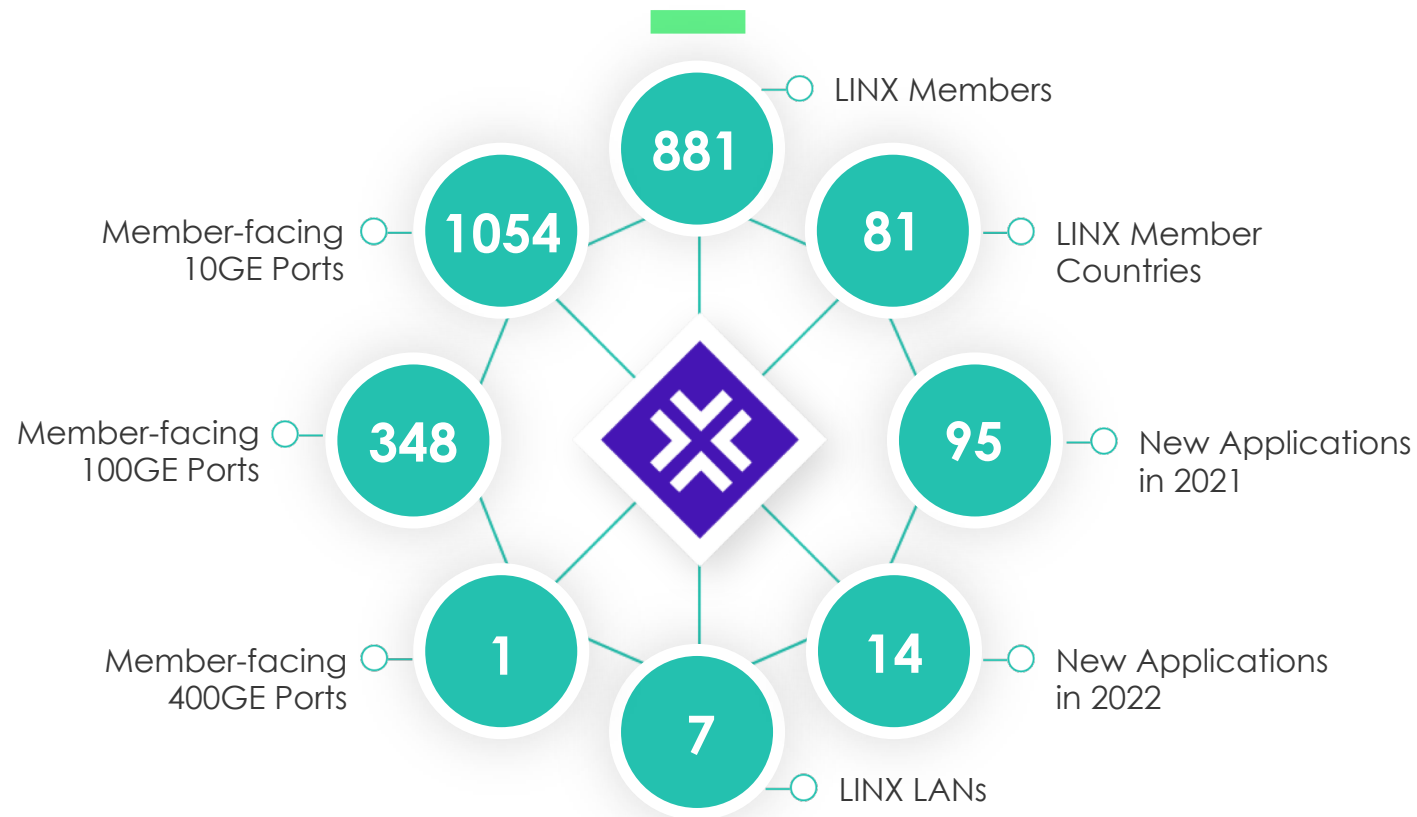 881
LINX Members
81
LINX Member
Countries
95
New Applications
in 2021
14
New Applications
in 2022
7
LINX LANs
1
Member-facing
400GE Ports
348
Member-facing
100GE Ports
1054
Member-facing
10GE Ports